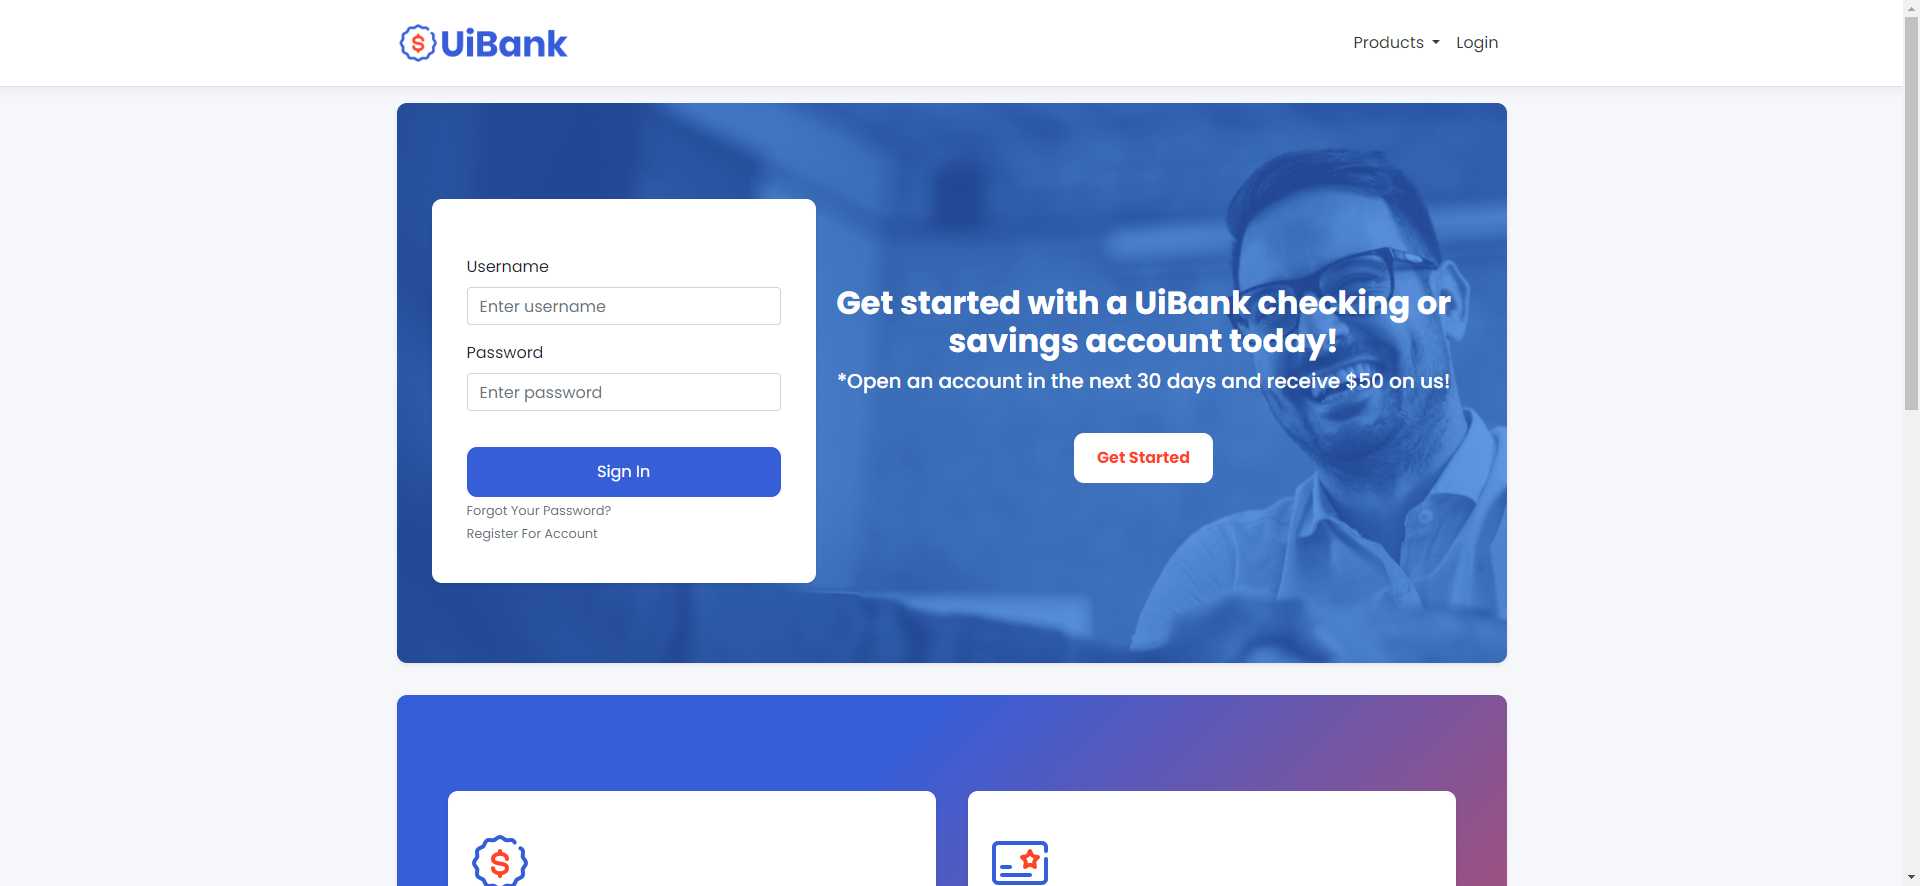 UiBank
Products
Login
Username
Enter username
Password
Enter password
Sign In
Forgot Your Password?
Register For Account
Get started with a UiBank checking or
savings account today!
*Open an account in the next 30 days and receive $50 on us!
Get Started